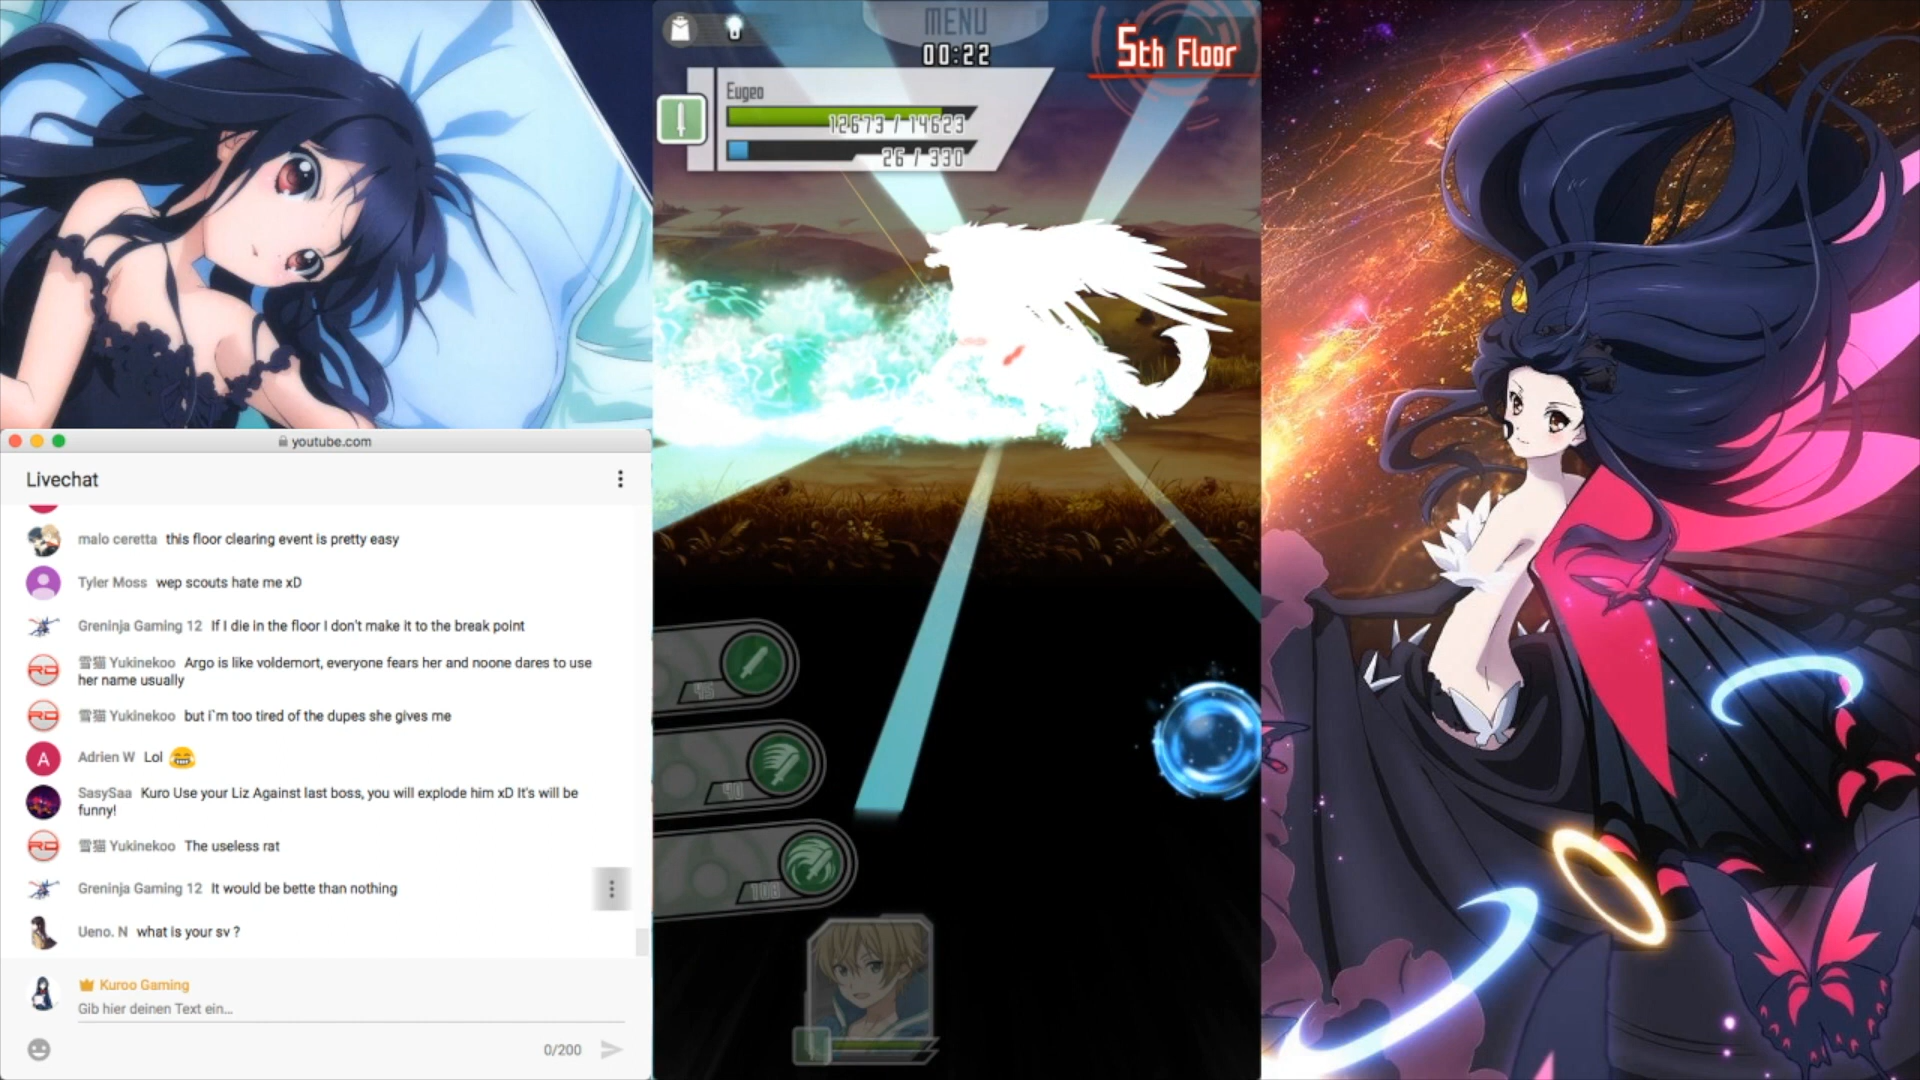 youtube.com
Livechat
malo ceretta this floor clearing event is pretty easy
Tyler Moss wep scouts hate me xD
Greninja Gaming 12 If I die in the floor I don't make it to the break point
雪猫 Yukinekoo Argo is like voldemort, everyone fears her and noone dares to use
her name usually
雪猫 Yukinekoo but i`m too tired of the dupes she gives me
A
Adrien W Lol
SasySaa Kuro Use your Liz Against last boss, you will explode him xD It's will be
funny!
雪猫 Yukinekoo The useless rat
Greninja Gaming 12 It would be bette than nothing
Ueno. N what is your sv ?
Kuroo Gaming
Gib hier deinen Text ein...
0/200
MENU
00:22
5th Floor
Eugeo
12673 / 14623
26 / 330
45
40
103